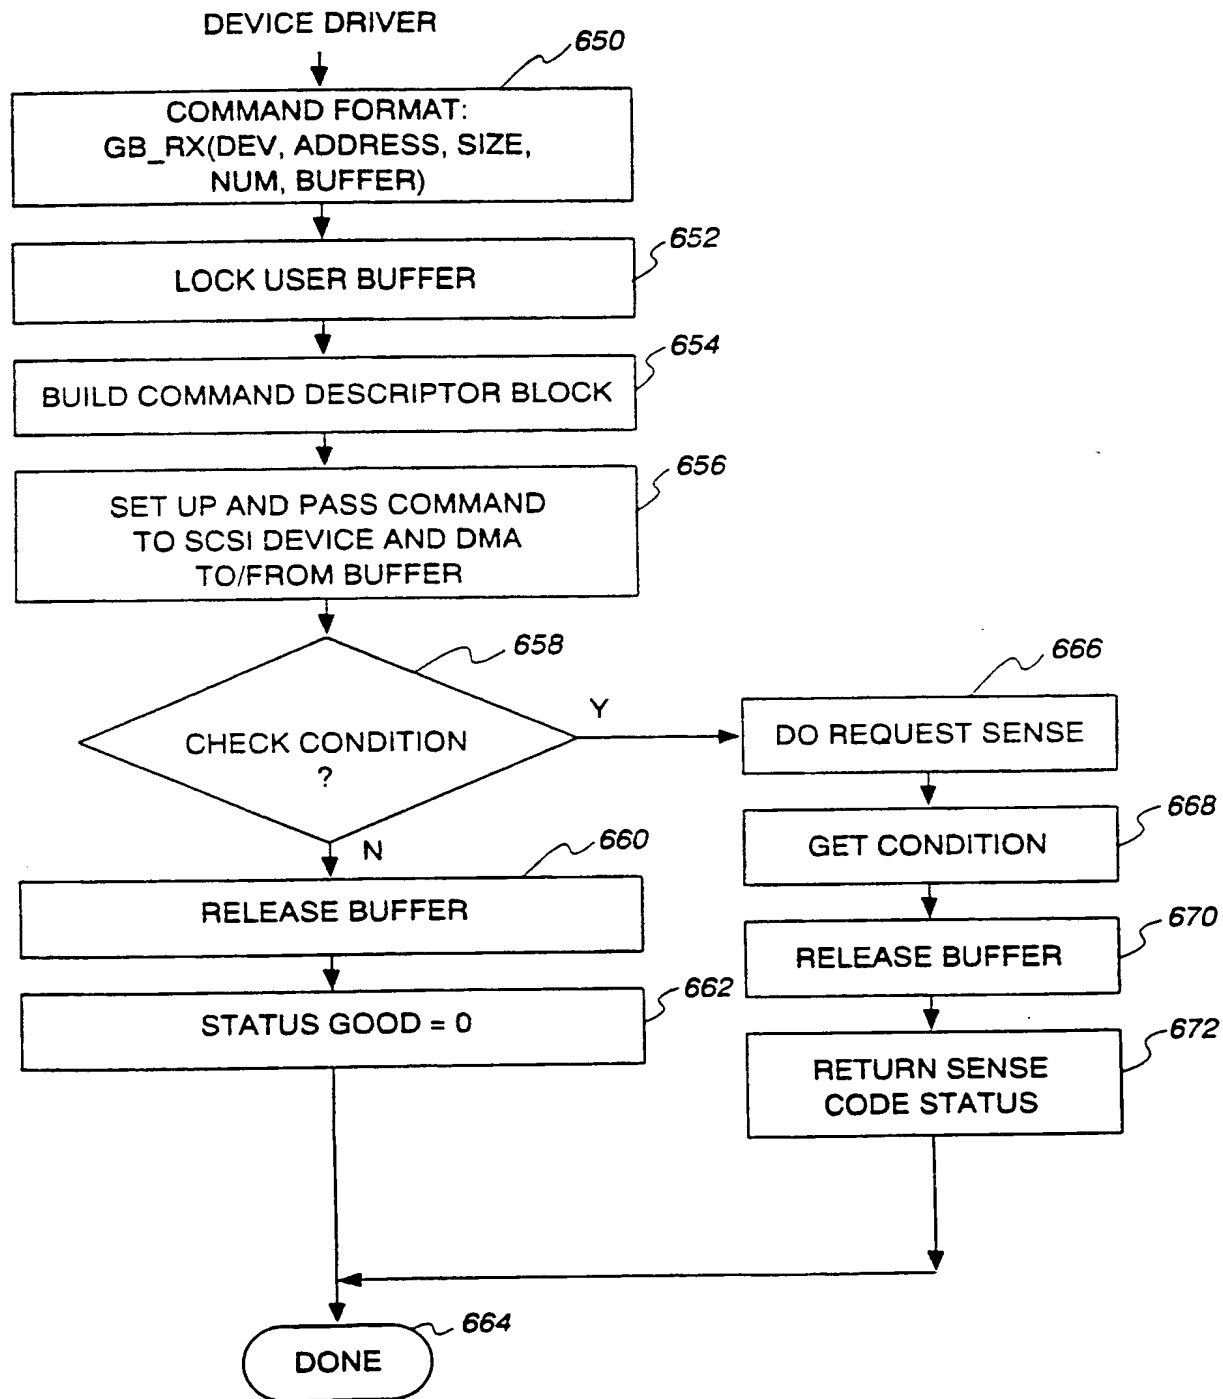 DEVICE DRIVER
650
COMMAND FORMAT:
GB_RX(DEV, ADDRESS, SIZE,
NUM, BUFFER)
652
LOCK USER BUFFER
654
BUILD COMMAND DESCRIPTOR BLOCK
656
SET UP AND PASS COMMAND
TO SCSI DEVICE AND DMA
TO/FROM BUFFER
658
CHECK CONDITION
?
Y
N
660
RELEASE BUFFER
662
STATUS GOOD = 0
666
DO REQUEST SENSE
668
GET CONDITION
670
RELEASE BUFFER
672
RETURN SENSE
CODE STATUS
664
DONE